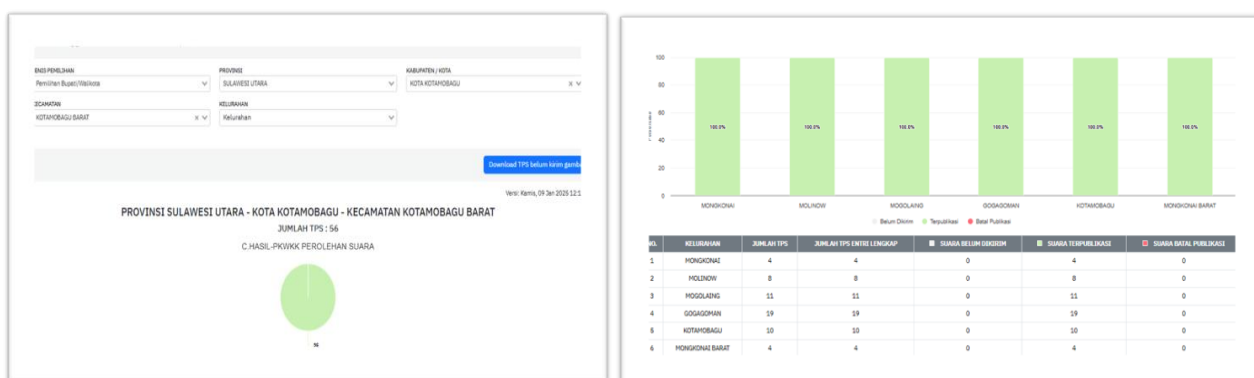 ENIS PEMILIHAN PROVINSI KABUPATEN / KOTA
Pemilihan Bupati/Walikota SULAWESI UTARA KOTA KOTAMOBAGU
ECAMATAN KELURAHAN
KOTAMOBAGU BARAT Kelurahan
Download TPS belum kirim gamba
Versi: Kamis, 09 Jan 2025 12:1
PROVINSI SULAWESI UTARA - KOTA KOTAMOBAGU - KECAMATAN KOTAMOBAGU BARAT
JUMLAH TPS : 56
C.HASIL-PKWKK PEROLEHAN SUARA
56
100
80
60
100.0% 100.0% 100.0% 100.0% 100.0% 100.0%
40
20
0
MONGKONAI MOLINOW MOGOLAING GOGAGOMAN KOTAMOBAGU MONGKONAI BARAT
Belum Dikirim Terpublikasi Batal Publikasi
NO. KELURAHAN JUMLAH TPS JUMLAH TPS ENTRI LENGKAP SUARA BELUM DIKIRIM SUARA TERPUBLIKASI SUARA BATAL PUBLIKASI
1 MONGKONAI 4 4 0 4 0
2 MOLINOW 8 8 0 8 0
3 MOGOLAING 11 11 0 11 0
4 GOGAGOMAN 19 19 0 19 0
5 KOTAMOBAGU 10 10 0 10 0
6 MONGKONAI BARAT 4 4 0 4 0